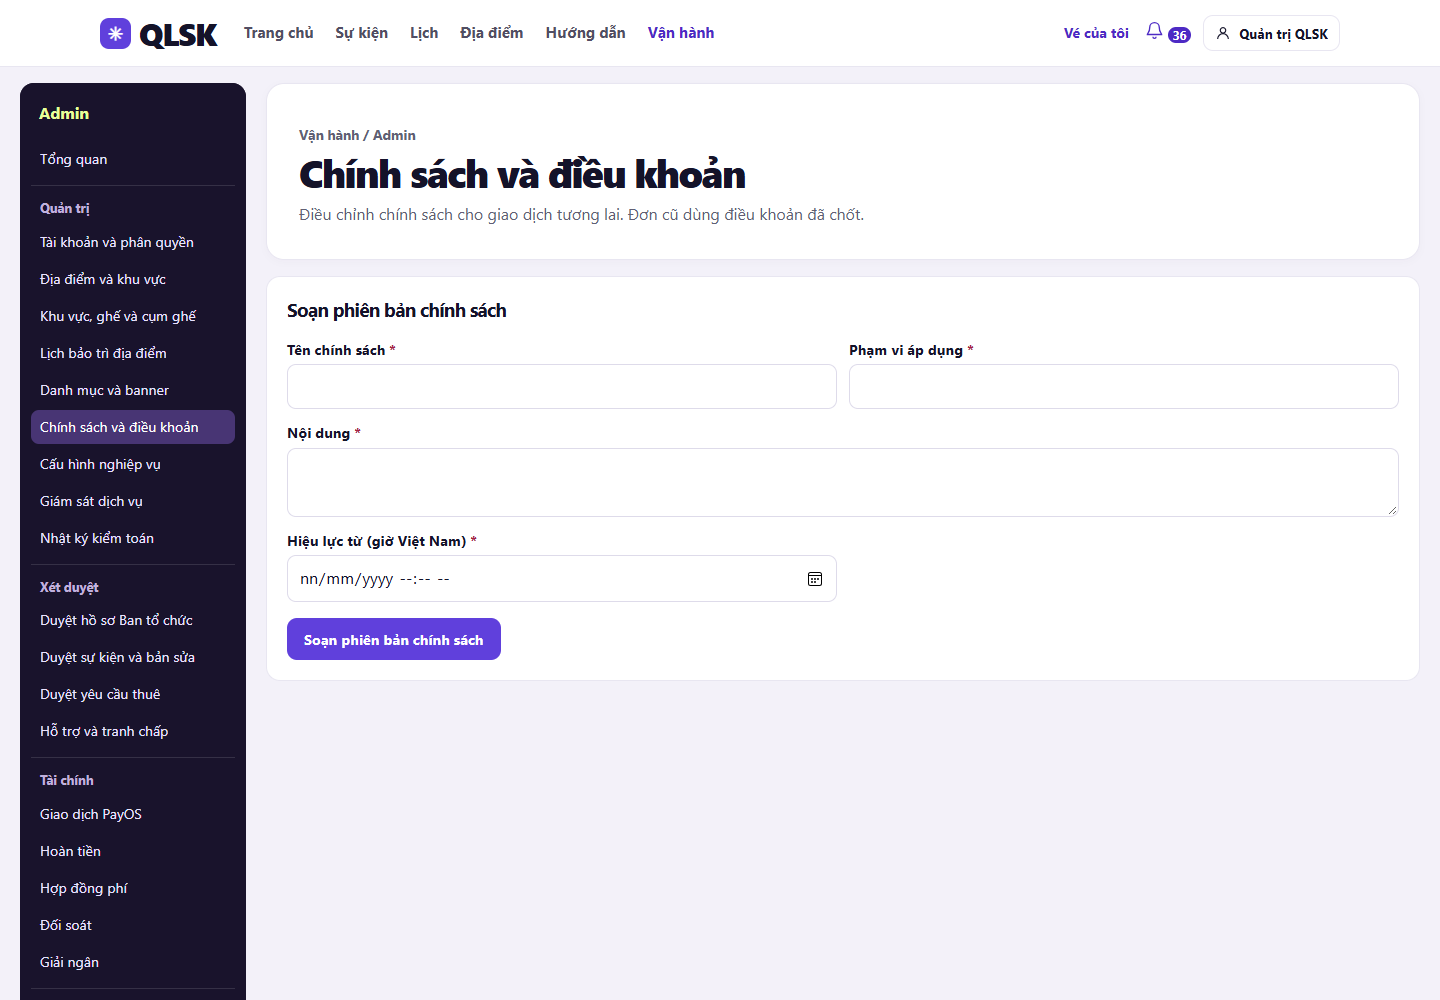 QLSK Trang chủ Sự kiện Lịch Địa điểm Hướng dẫn Vận hành Vé của tôi 36 Quản trị QLSK
Admin
Tổng quan
Quản trị
Tài khoản và phân quyền
Địa điểm và khu vực
Khu vực, ghế và cụm ghế
Lịch bảo trì địa điểm
Danh mục và banner
Chính sách và điều khoản
Cấu hình nghiệp vụ
Giám sát dịch vụ
Nhật ký kiểm toán
Xét duyệt
Duyệt hồ sơ Ban tổ chức
Duyệt sự kiện và bản sửa
Duyệt yêu cầu thuê
Hỗ trợ và tranh chấp
Tài chính
Giao dịch PayOS
Hoàn tiền
Hợp đồng phí
Đối soát
Giải ngân
Vận hành / Admin
Chính sách và điều khoản
Điều chỉnh chính sách cho giao dịch tương lai. Đơn cũ dùng điều khoản đã chốt.
Soạn phiên bản chính sách
Tên chính sách * Phạm vi áp dụng *
Nội dung *
Hiệu lực từ (giờ Việt Nam) *
nn/mm/yyyy --:-- --
Soạn phiên bản chính sách